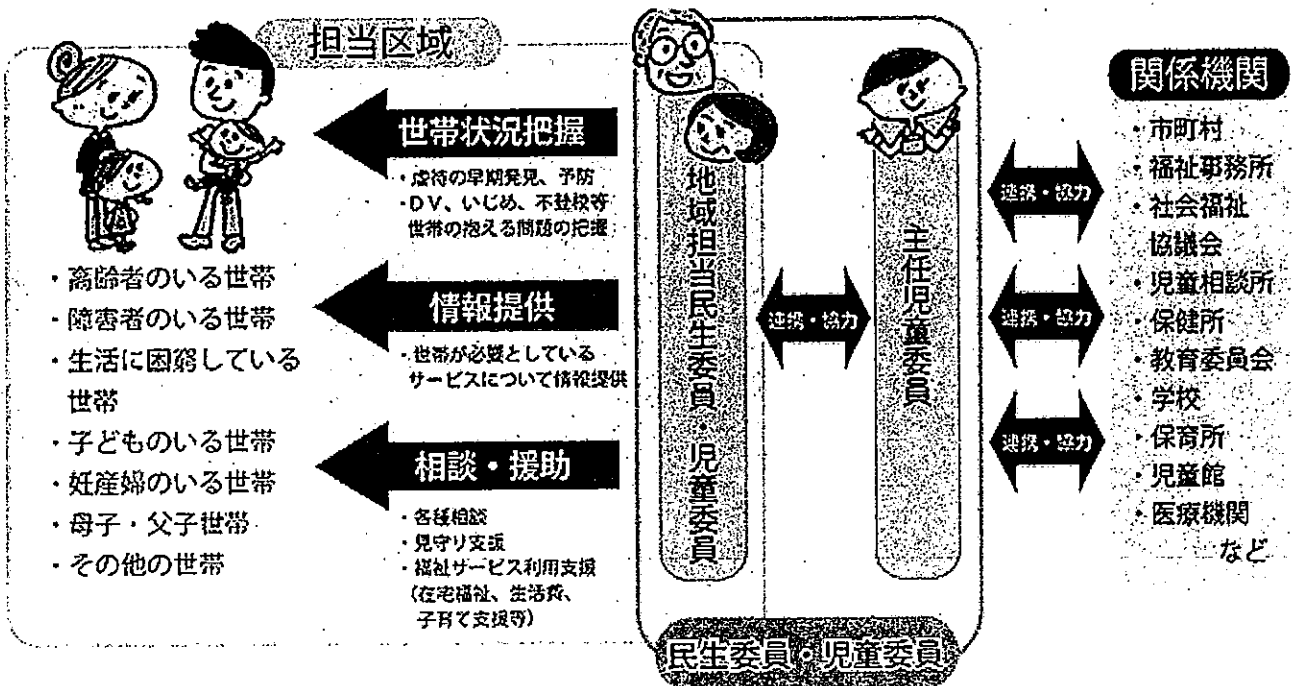 担当区域
・高齢者のいる世帯
・障害者のいる世帯
・生活に困窮している
世帯
・子どものいる世帯
・妊産婦のいる世帯
・母子・父子世帯
・その他の世帯
世帯状況把握
・虐待の早期発見、予防
・DV、いじめ、不登校等
世帯の抱える問題の把握
情報提供
・世帯が必要としている
サービスについて情報提供
相談・援助
・各種相談
・見守り支援
・福祉サービス利用支援
(在宅福祉、生活費、
子育て支援等)
地域担当民生委員・児童委員
連携・協力
主任児童委員
民生委員・児童委員
連携・協力
連携・協力
連携・協力
関係機関
・市町村
・福祉事務所
・社会福祉
協議会
・児童相談所
・保健所
・教育委員会
・学校
・保育所
・児童館
・医療機関
など